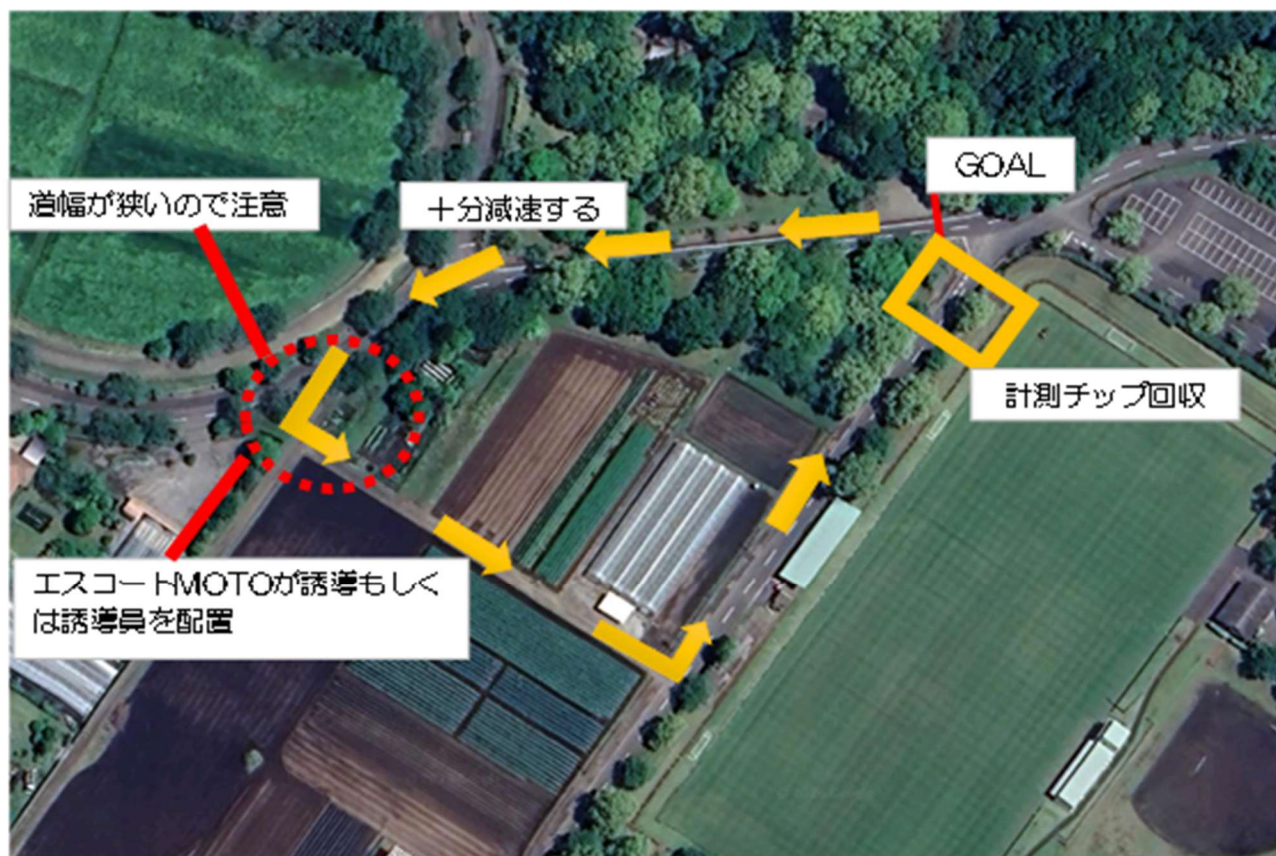 GOAL
道幅が狭いので注意
十分減速する
計測チップ回収
エスコートMOTOが誘導もしく
は誘導員を配置